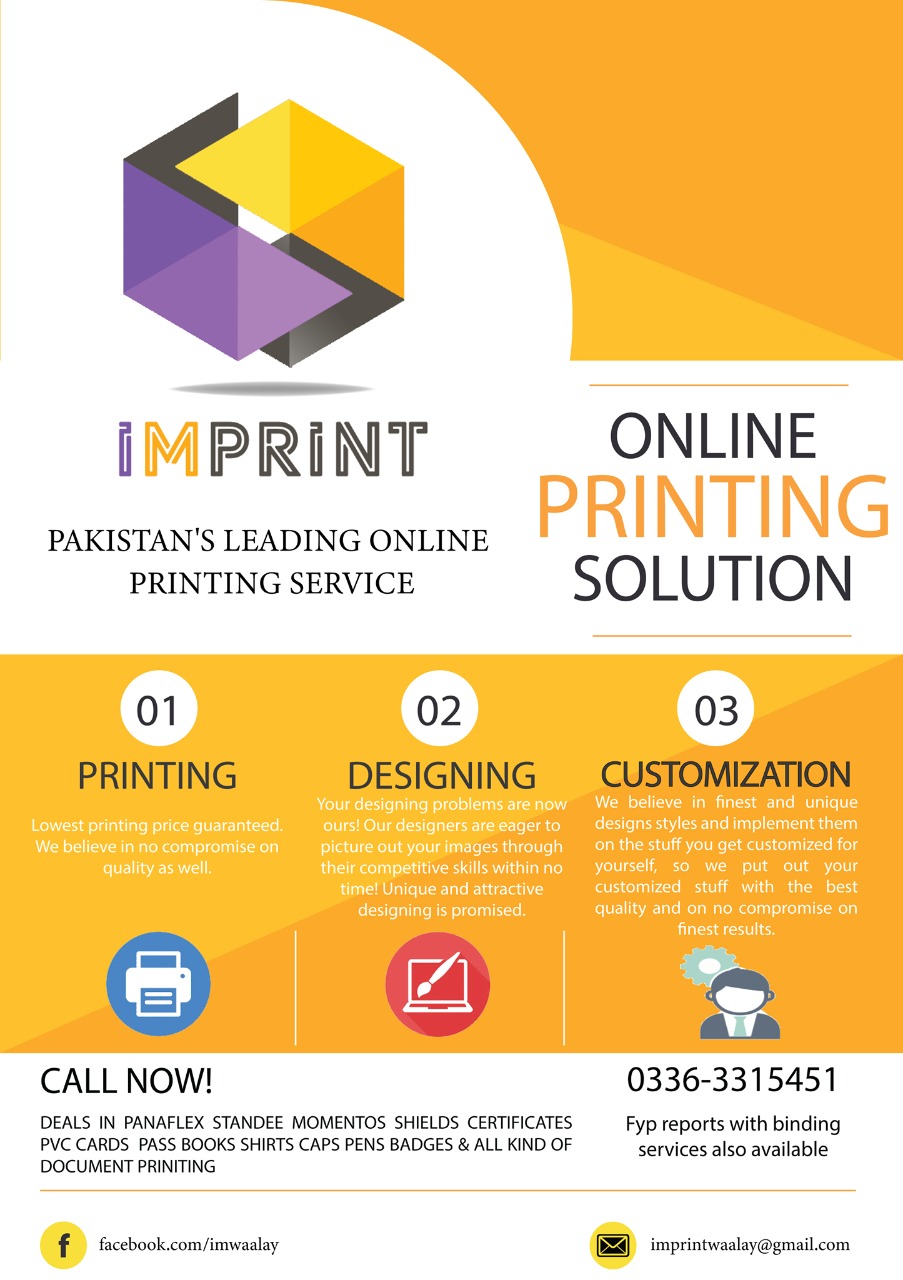 iMPRiNT
PAKISTAN'S LEADING ONLINE
PRINTING SERVICE
ONLINE
PRINTING
SOLUTION
01
PRINTING
Lowest printing price guaranteed.
We believe in no compromise on
quality as well.
02
DESIGNING
Your designing problems are now
ours! Our designers are eager to
picture out your images through
their competitive skills within no
time! Unique and attractive
designing is promised.
03
CUSTOMIZATION
We believe in finest and unique
designs styles and implement them
on the stuff you get customized for
yourself, so we put out your
customized stuff with the best
quality and on no compromise on
finest results.
CALL NOW!
DEALS IN PANAFLEX STANDEE MOMENTOS SHIELDS CERTIFICATES
PVC CARDS PASS BOOKS SHIRTS CAPS PENS BADGES & ALL KIND OF
DOCUMENT PRINITING
0336-3315451
Fyp reports with binding
services also available
f
facebook.com/imwaalay
imprintwaalay@gmail.com